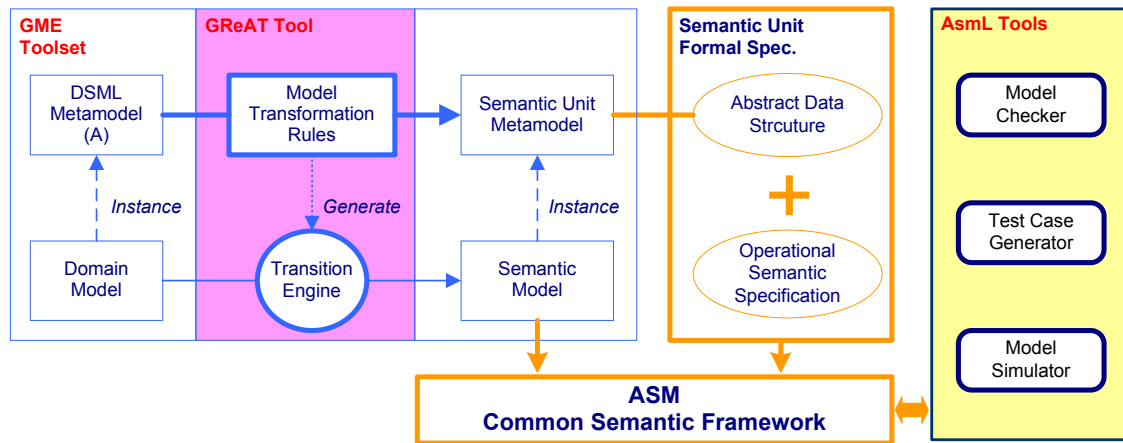 GME
Toolset
GReAT Tool
Semantic Unit
Formal Spec.
AsmL Tools
DSML
Metamodel
(A)
Model
Transformation
Rules
Semantic Unit
Metamodel
Abstract Data
Strcuture
Model
Checker
Instance
Generate
Instance
Test Case
Generator
Domain
Model
Transition
Engine
Semantic
Model
Operational
Semantic
Specification
Model
Simulator
ASM
Common Semantic Framework